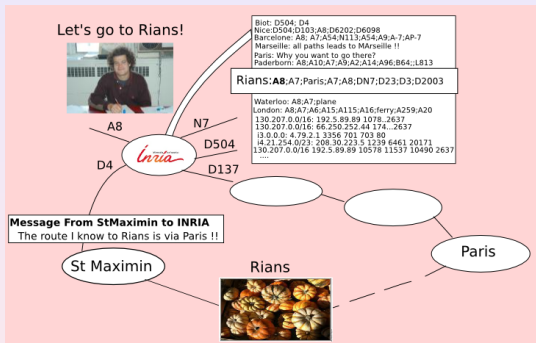 Let's go to Rians!
Biot: D504; D4
Nice:D504;D103;A8;D6202;D6098
Barcelone: A8; A7;A54;N113;A54;A9;A-7;AP-7
Marseille: all paths leads to MArseille !!
Paris: Why you want to go there?
Paderborn: A8;A10;A7;A9;A2;A14;A96;B64;;L813
Rians:A8;A7;Paris;A7;A8;DN7;D23;D3;D2003
Waterloo: A8;A7;plane
London: A8;A7;A6;A15;A115;A16;ferry;A259;A20
130.207.0.0/16: 192.5.89.89 1078..2637
130.207.0.0/16: 66.250.252.44 174...2637
i3.0.0.0: 4.79.2.1 3356 701 703 80
i4.21.254.0/23: 208.30.223.5 1239 6461 20171
130.207.0.0/16 192.5.89.89 10578 11537 10490 2637
....
A8
N7
D504
D4
D137
Inria
Message From StMaximin to INRIA
The route I know to Rians is via Paris !!
St Maximin
Rians
Paris